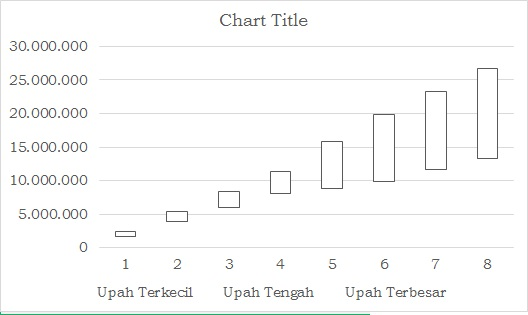 Chart Title
30.000.000
25.000.000
20.000.000
15.000.000
10.000.000
5.000.000
0
1 2 3 4 5 6 7 8
Upah Terkecil Upah Tengah Upah Terbesar